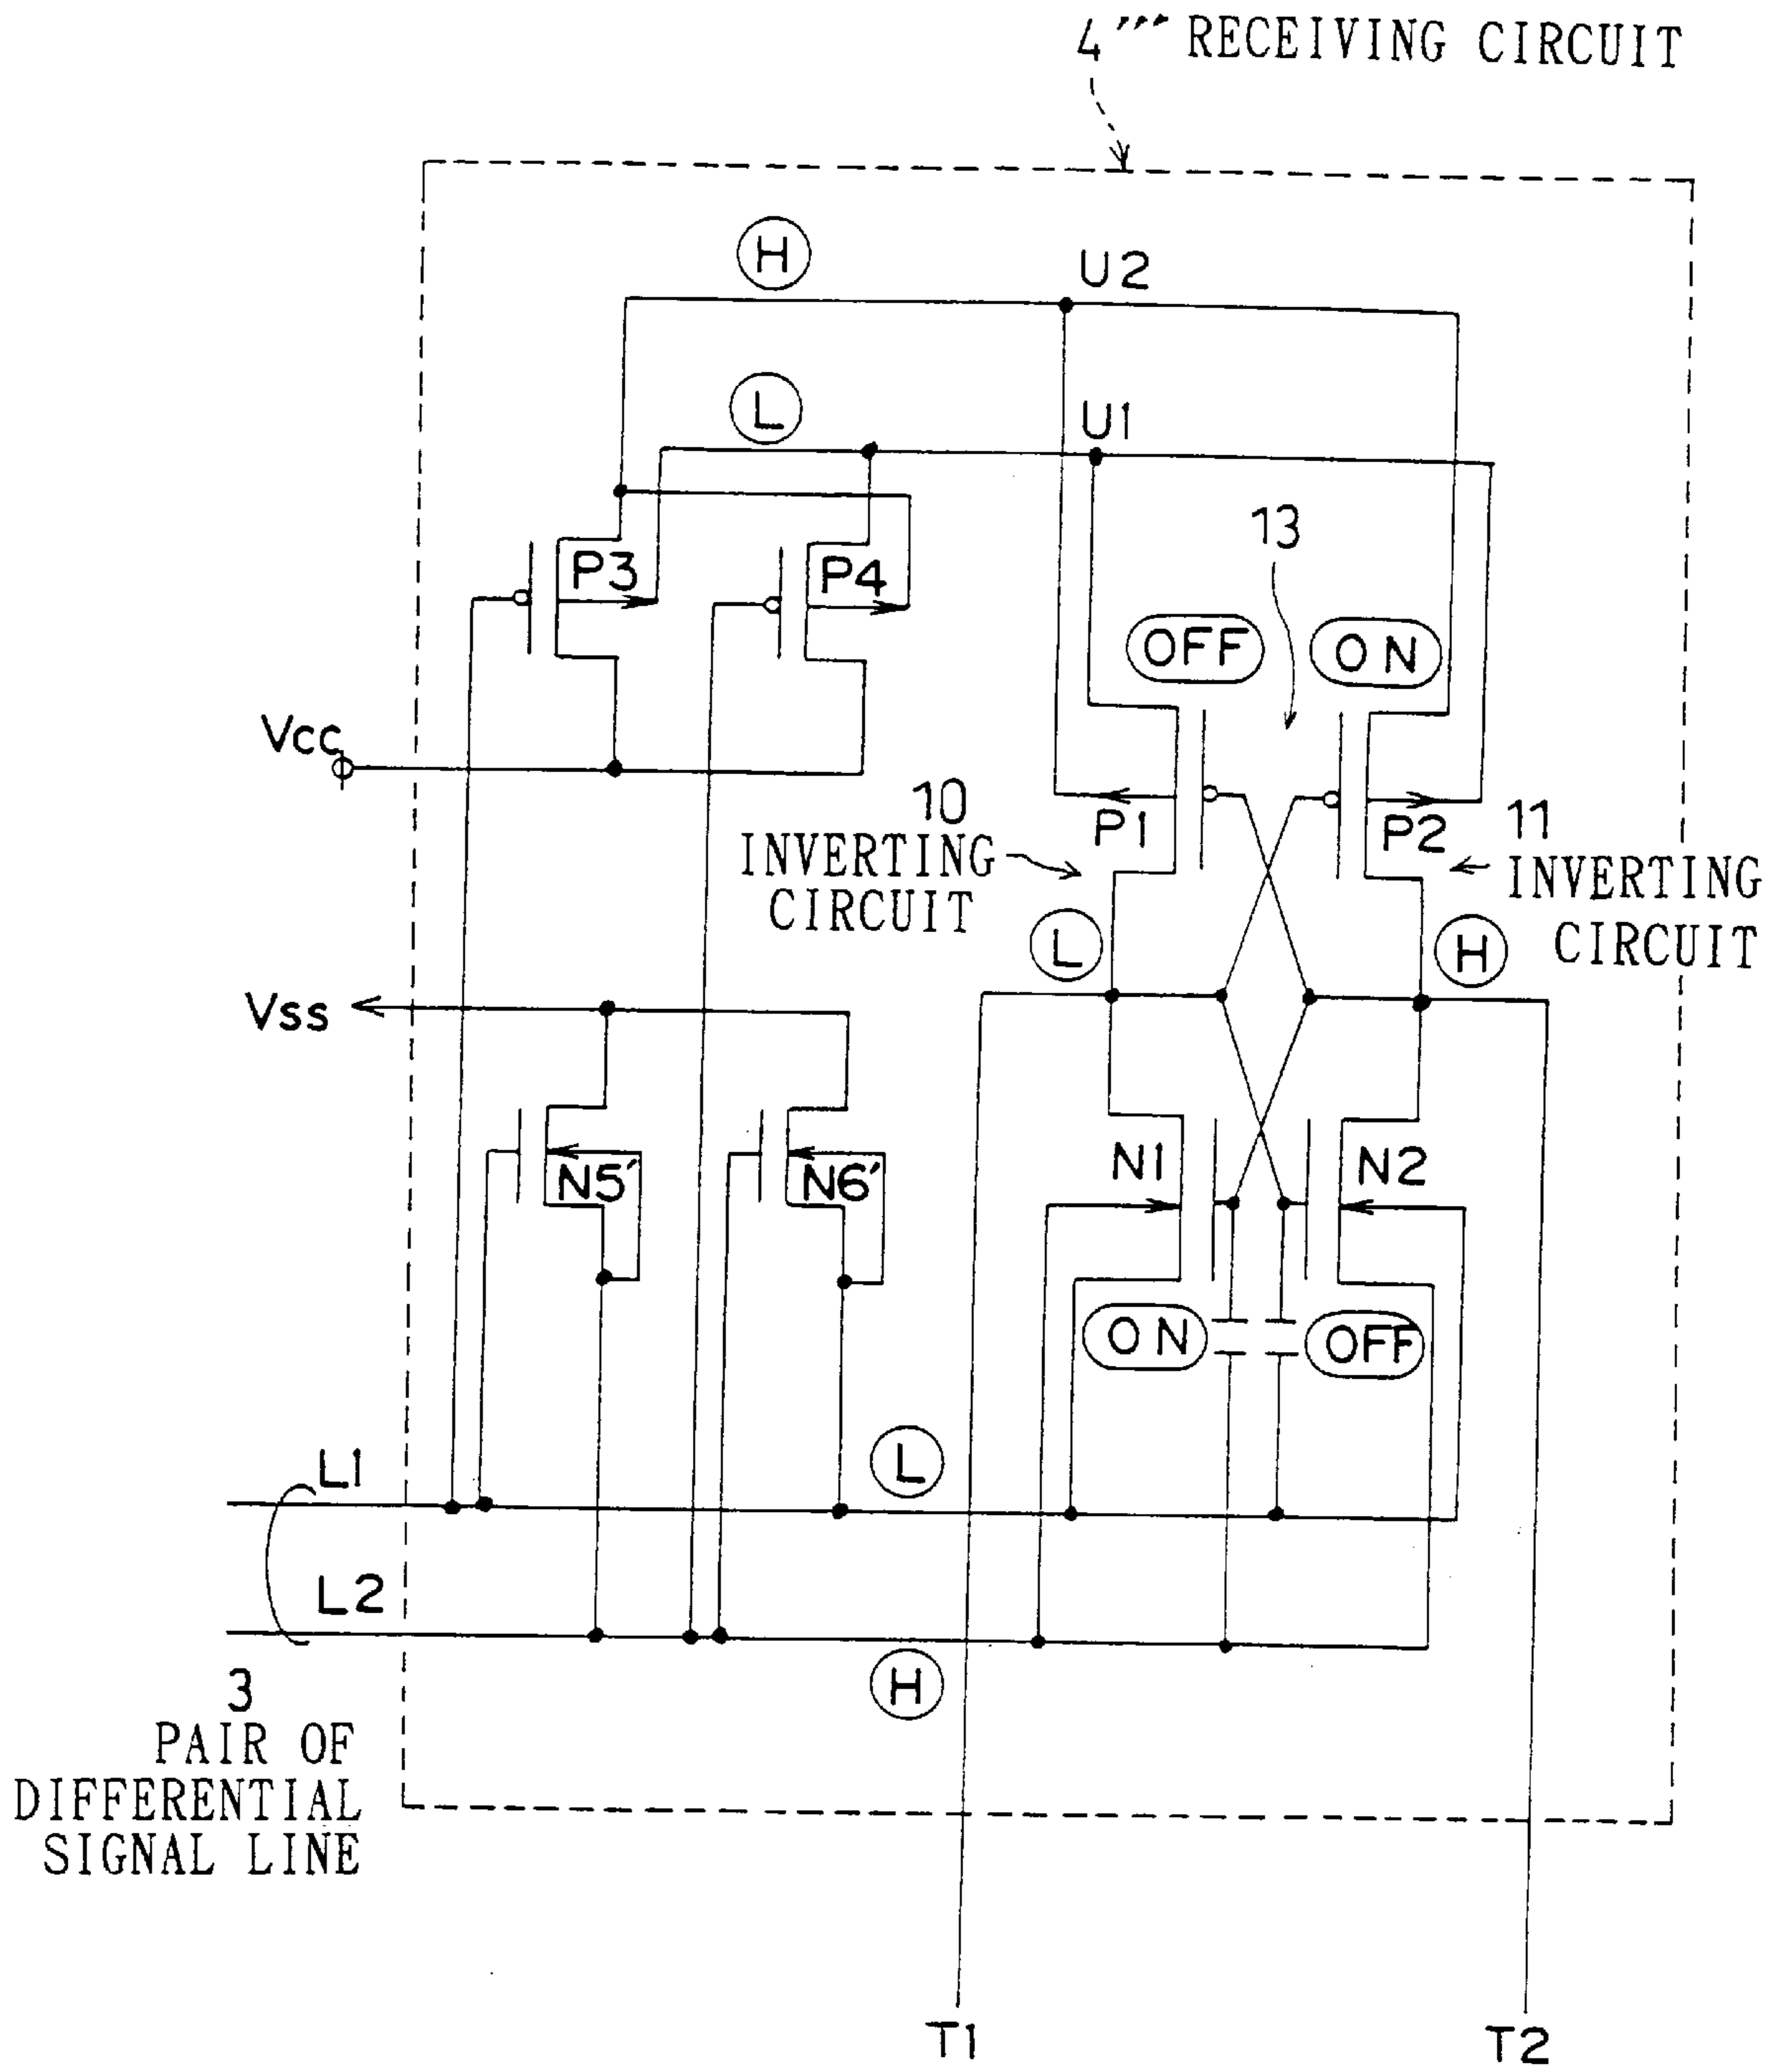 4'''' RECEIVING CIRCUIT
H
U2
L
U1
13
P3
P4
OFF
ON
Vcc
10
INVERTING
CIRCUIT
P1
P2
11
INVERTING
CIRCUIT
L
H
Vss
N5'
N6'
N1
N2
ON
OFF
L1
L
L2
H
3
PAIR OF
DIFFERENTIAL
SIGNAL LINE
T1
T2